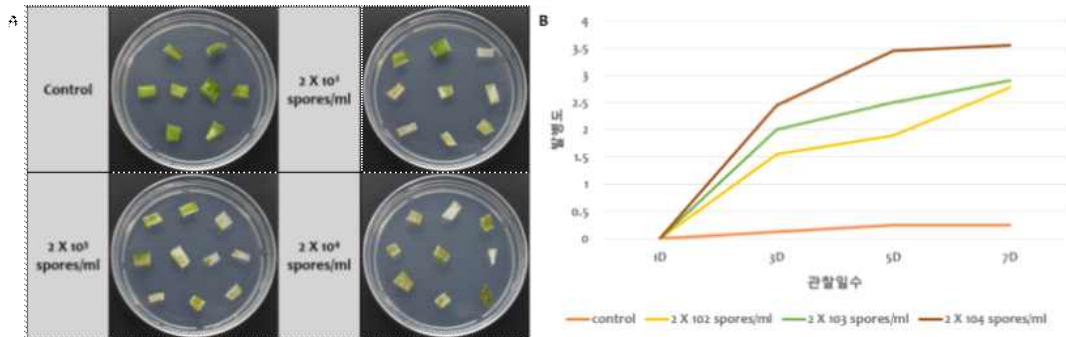 A
Control
2 X 10² spores/ml
2 X 10³ spores/ml
2 X 10⁴ spores/ml
B
4
3.5
3
2.5
2
1.5
1
0.5
0
발병도
1D 3D 5D 7D
관찰일수
control 2 X 102 spores/ml 2 X 103 spores/ml 2 X 104 spores/ml